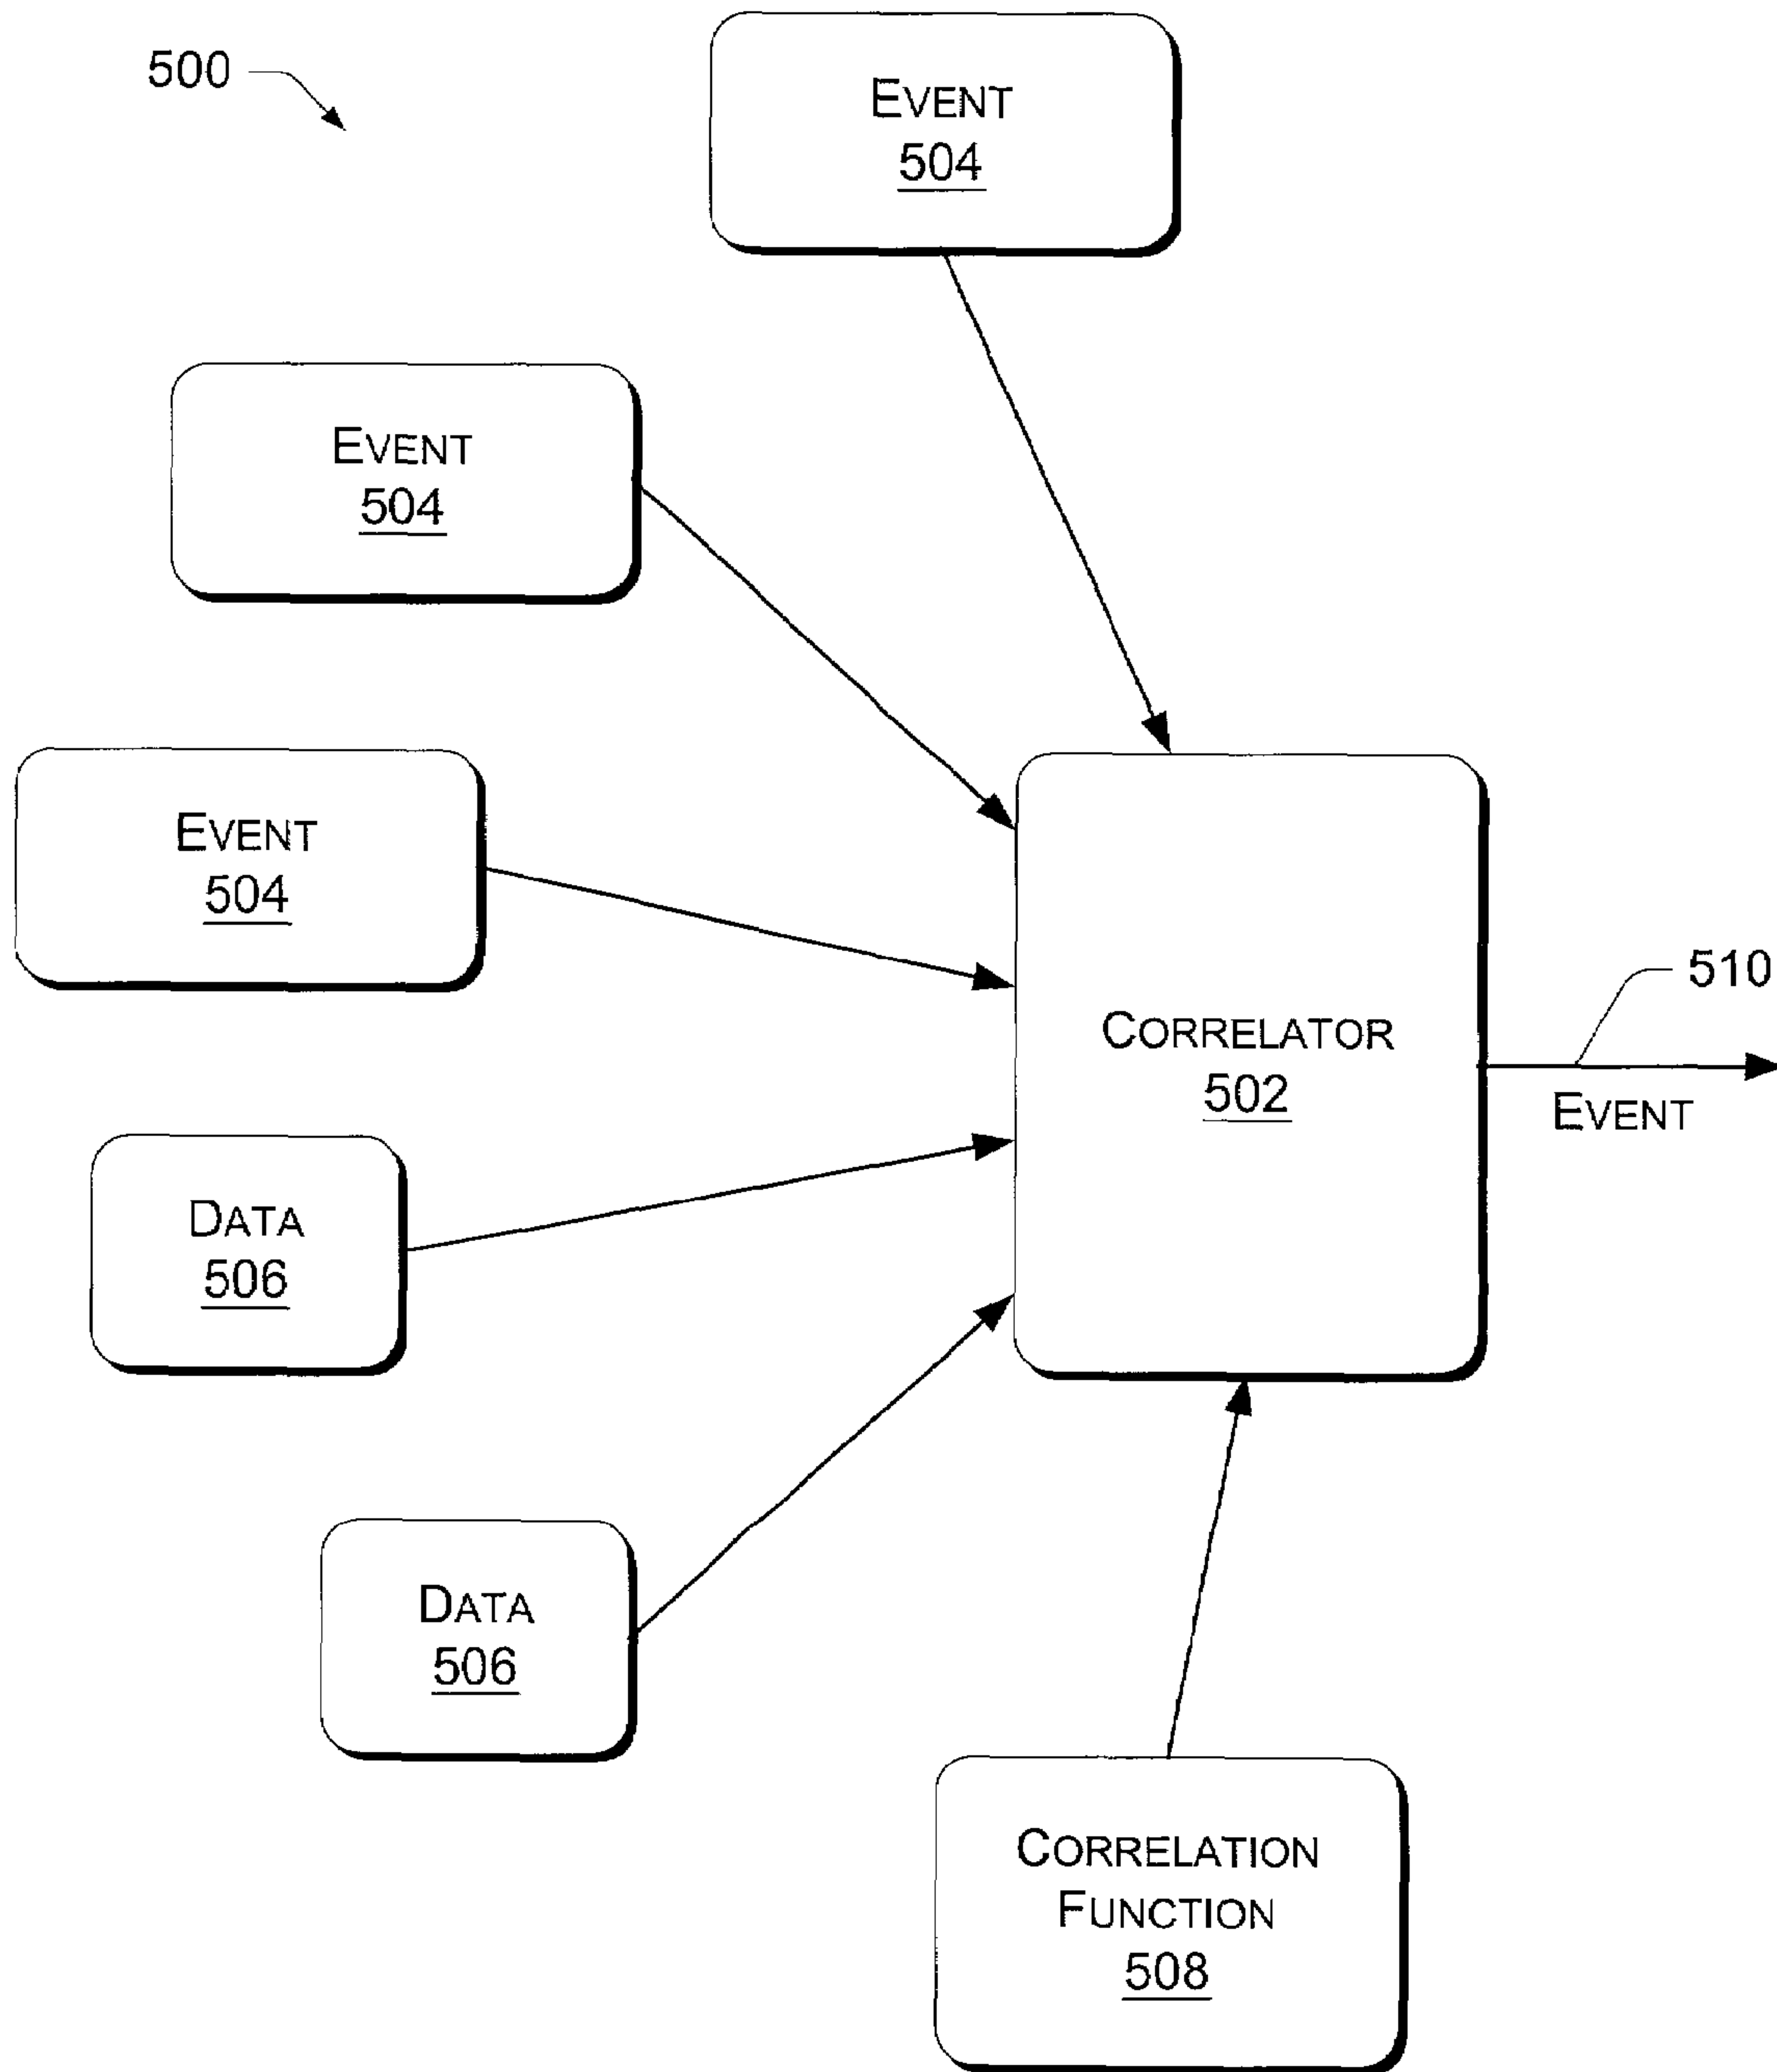 500
EVENT
504
EVENT
504
EVENT
504
510
CORRELATOR
502
EVENT
DATA
506
DATA
506
CORRELATION
FUNCTION
508